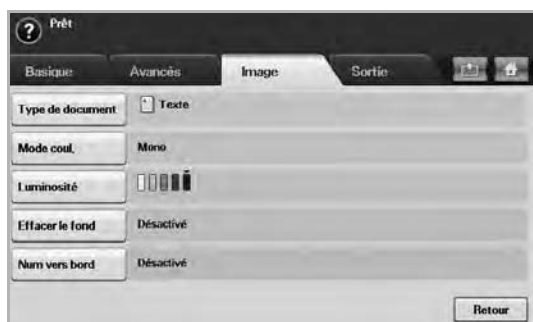 ? Prêt
Basique Avancés Image Sortie
Type de document Texte
Mode coul. Mono
Luminosité
Effacer le fond Désactivé
Num vers bord Désactivé
Retour